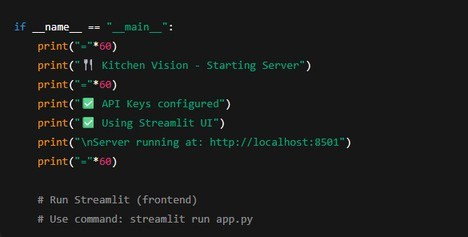 if __name__ == "__main__":
    print("="*60)
    print("🍴 Kitchen Vision - Starting Server")
    print("="*60)
    print("✅ API Keys configured")
    print("✅ Using Streamlit UI")
    print("\nServer running at: http://localhost:8501")
    print("="*60)

    # Run Streamlit (frontend)
    # Use command: streamlit run app.py